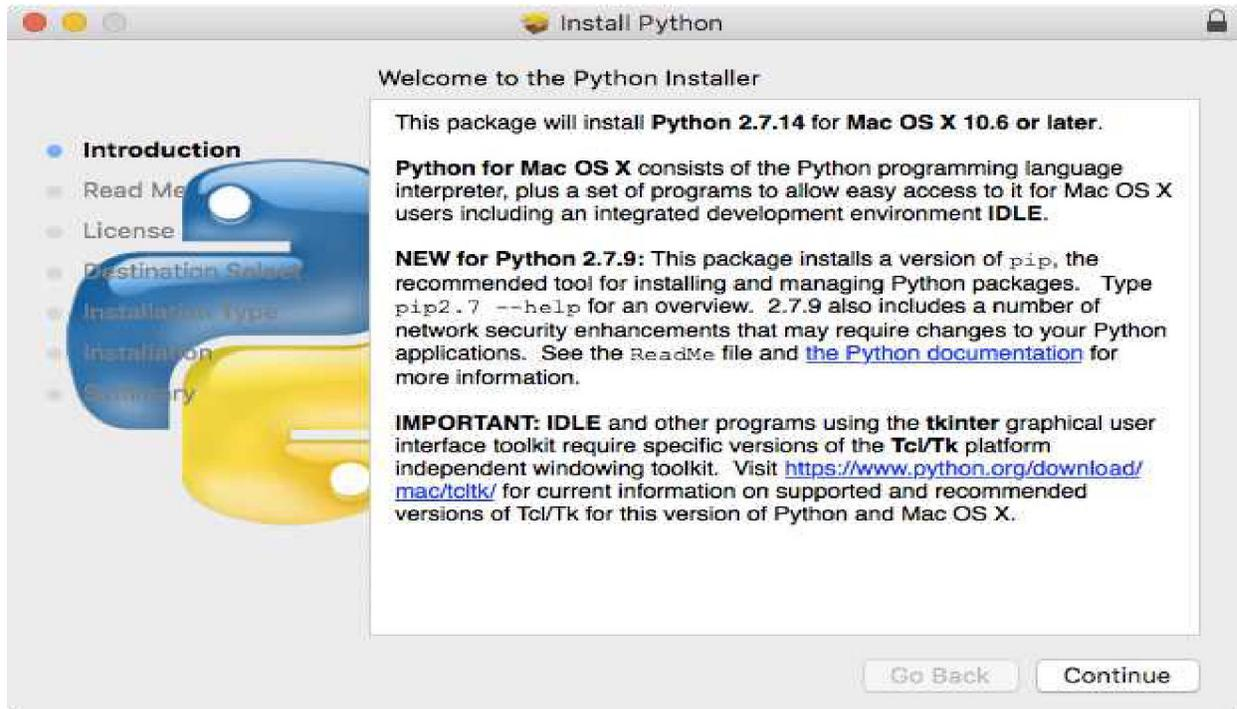 Install Python
Welcome to the Python Installer
Introduction
Read Me
License
Destination Select
Installation Type
Installation
Summary
This package will install Python 2.7.14 for Mac OS X 10.6 or later.
Python for Mac OS X consists of the Python programming language
interpreter, plus a set of programs to allow easy access to it for Mac OS X
users including an integrated development environment IDLE.
NEW for Python 2.7.9: This package installs a version of pip, the
recommended tool for installing and managing Python packages. Type
pip2.7 --help for an overview. 2.7.9 also includes a number of
network security enhancements that may require changes to your Python
applications. See the ReadMe file and the Python documentation for
more information.
IMPORTANT: IDLE and other programs using the tkinter graphical user
interface toolkit require specific versions of the Tcl/Tk platform
independent windowing toolkit. Visit https://www.python.org/download/
mac/tcltk/ for current information on supported and recommended
versions of Tcl/Tk for this version of Python and Mac OS X.
Go Back
Continue